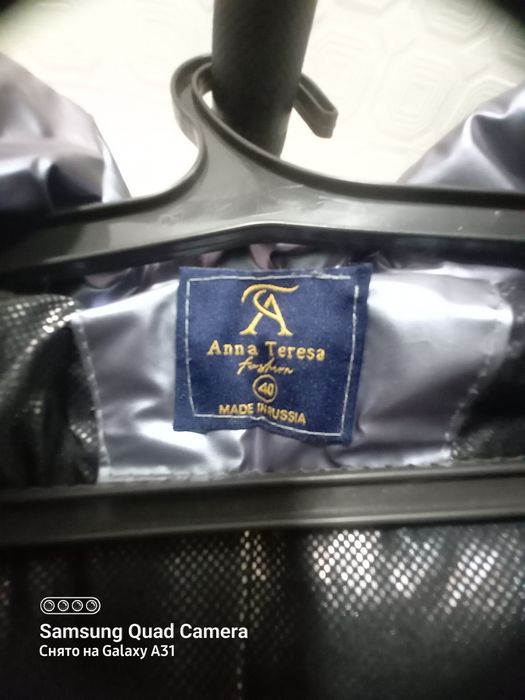 Anna Teresa
fashion
40
MADE IN RUSSIA
Samsung Quad Camera
Снято на Galaxy A31